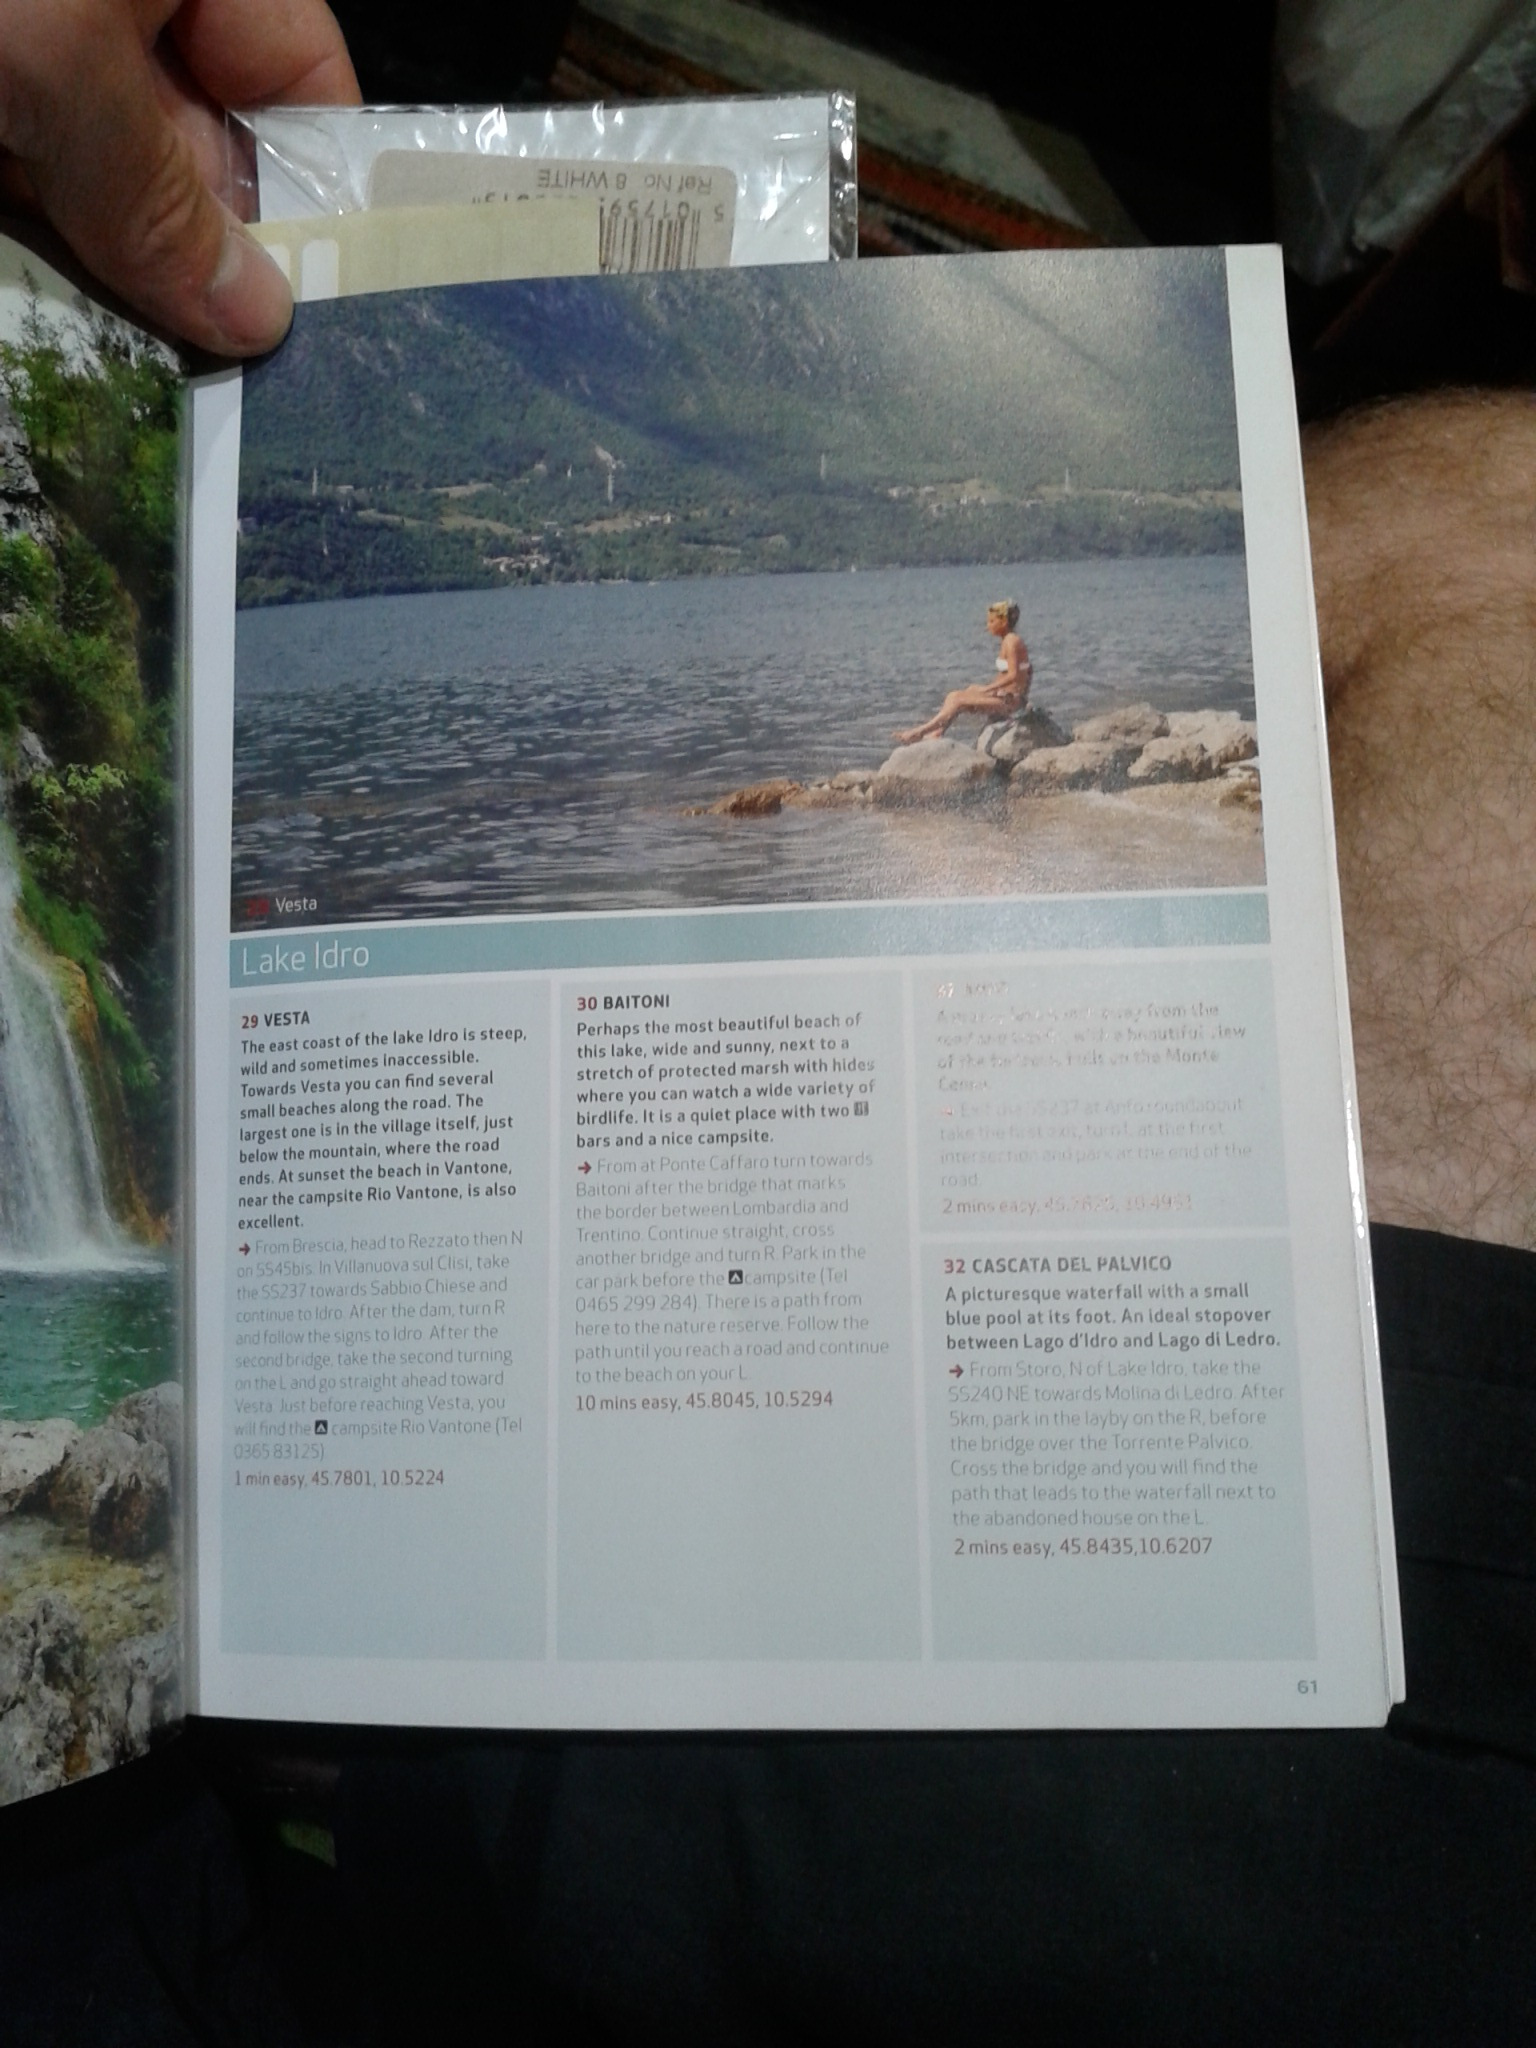 Ref No 8 WHITE
Vesta
Lake Idro
29 VESTA
The east coast of the lake Idro is steep,
wild and sometimes inaccessible.
Towards Vesta you can find several
small beaches along the road. The
largest one is in the village itself, just
below the mountain, where the road
ends. At sunset the beach in Vantone,
near the campsite Rio Vantone, is also
excellent.
→ From Brescia, head to Rezzato then N
on SS45bis. In Villanuova sul Clisi, take
the SS237 towards Sabbio Chiese and
continue to Idro. After the dam, turn R
and follow the signs to Idro. After the
second bridge, take the second turning
on the L and go straight ahead toward
Vesta. Just before reaching Vesta, you
will find the campsite Rio Vantone (Tel
0365 83125).
1 min easy, 45.7801, 10.5224
30 BAITONI
Perhaps the most beautiful beach of
this lake, wide and sunny, next to a
stretch of protected marsh with hides
where you can watch a wide variety of
birdlife. It is a quiet place with two
bars and a nice campsite.
→ From at Ponte Caffaro turn towards
Baitoni after the bridge that marks
the border between Lombardia and
Trentino. Continue straight, cross
another bridge and turn R. Park in the
car park before the campsite (Tel
0465 299 284). There is a path from
here to the nature reserve. Follow the
path until you reach a road and continue
to the beach on your L.
10 mins easy, 45.8045, 10.5294
away from the
with a beautiful view
of the on the Monte
→ Exit the SS237 at Anfo roundabout
take the first exit, turn L at the first
intersection and park at the end of the
road.
2 mins easy,
32 CASCATA DEL PALVICO
A picturesque waterfall with a small
blue pool at its foot. An ideal stopover
between Lago d'Idro and Lago di Ledro.
→ From Storo, N of Lake Idro, take the
SS240 NE towards Molina di Ledro. After
5km, park in the layby on the R, before
the bridge over the Torrente Palvico.
Cross the bridge and you will find the
path that leads to the waterfall next to
the abandoned house on the L.
2 mins easy, 45.8435,10.6207
61